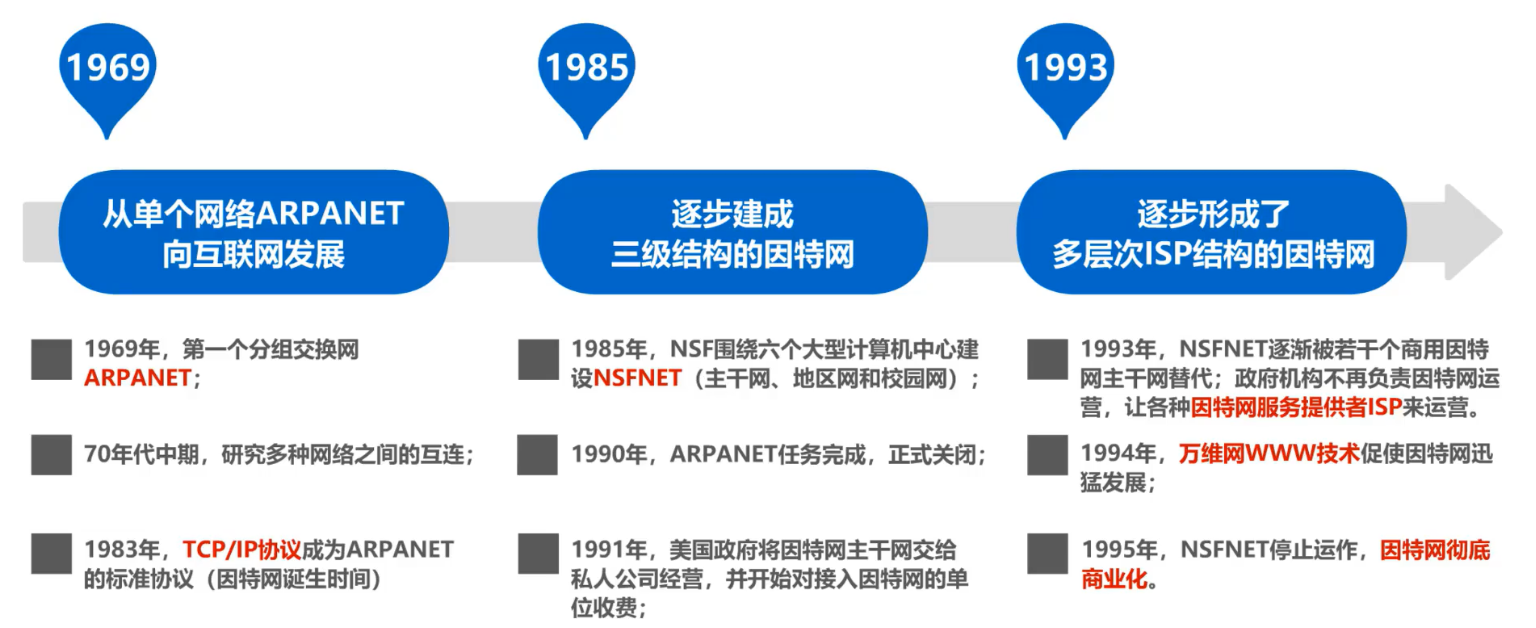 1969
1985
1993
从单个网络ARPANET
向互联网发展
逐步建成
三级结构的因特网
逐步形成了
多层次ISP结构的因特网
1969年，第一个分组交换网
ARPANET；
70年代中期，研究多种网络之间的互连；
1983年，TCP/IP协议成为ARPANET
的标准协议（因特网诞生时间）
1985年，NSF围绕六个大型计算机中心建
设NSFNET（主干网、地区网和校园网）；
1990年，ARPANET任务完成，正式关闭；
1991年，美国政府将因特网主干网交给
私人公司经营，并开始对接入因特网的单
位收费；
1993年，NSFNET逐渐被若干个商用因特
网主干网替代；政府机构不再负责因特网运
营，让各种因特网服务提供者ISP来运营。
1994年，万维网WWW技术促使因特网迅
猛发展；
1995年，NSFNET停止运作，因特网彻底
商业化。